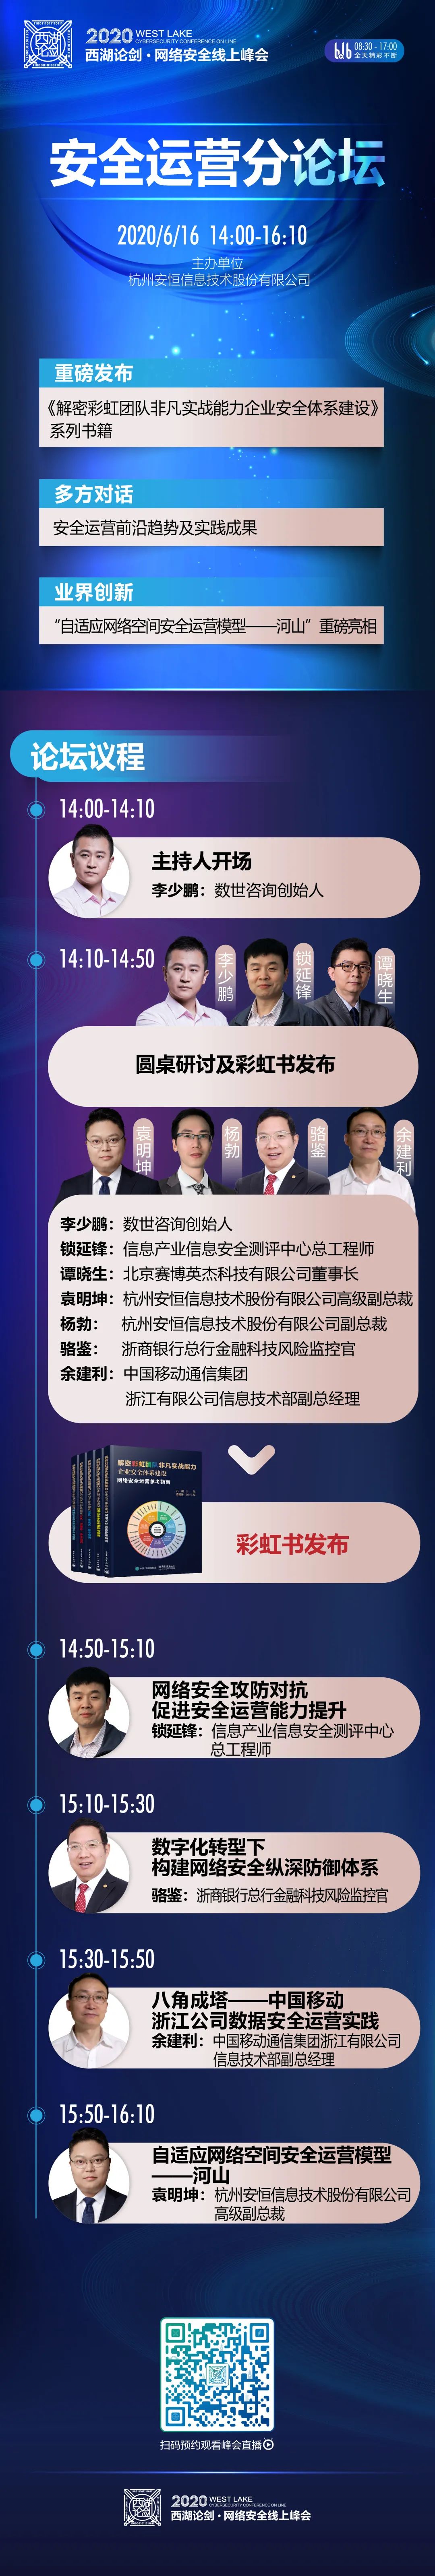 2020 WEST LAKE
CYBERSECURITY CONFERENCE ON LINE
西湖论剑·网络安全线上峰会
6/16 08:30 - 17:00
全天精彩不断
安全运营分论坛
2020/6/16 14:00-16:10
主办单位
杭州安恒信息技术股份有限公司
重磅发布
《解密彩虹团队非凡实战能力企业安全体系建设》
系列书籍
多方对话
安全运营前沿趋势及实践成果
业界创新
“自适应网络空间安全运营模型——河山”重磅亮相
论坛议程
14:00-14:10
主持人开场
李少鹏：数世咨询创始人
14:10-14:50
李少鹏
锁延锋
谭晓生
圆桌研讨及彩虹书发布
袁明坤
杨勃
骆鉴
余建利
李少鹏：数世咨询创始人
锁延锋：信息产业信息安全测评中心总工程师
谭晓生：北京赛博英杰科技有限公司董事长
袁明坤：杭州安恒信息技术股份有限公司高级副总裁
杨勃： 杭州安恒信息技术股份有限公司副总裁
骆鉴： 浙商银行总行金融科技风险监控官
余建利：中国移动通信集团
浙江有限公司信息技术部副总经理
解密彩虹团队非凡实战能力
企业安全体系建设
网络安全运营参考指南
彩虹书发布
14:50-15:10
网络安全攻防对抗
促进安全运营能力提升
锁延锋：信息产业信息安全测评中心
总工程师
15:10-15:30
数字化转型下
构建网络安全纵深防御体系
骆鉴：浙商银行总行金融科技风险监控官
15:30-15:50
八角成塔——中国移动
浙江公司数据安全运营实践
余建利：中国移动通信集团浙江有限公司
信息技术部副总经理
15:50-16:10
自适应网络空间安全运营模型
——河山
袁明坤：杭州安恒信息技术股份有限公司
高级副总裁
扫码预约观看峰会直播
2020 WEST LAKE
CYBERSECURITY CONFERENCE ON LINE
西湖论剑·网络安全线上峰会